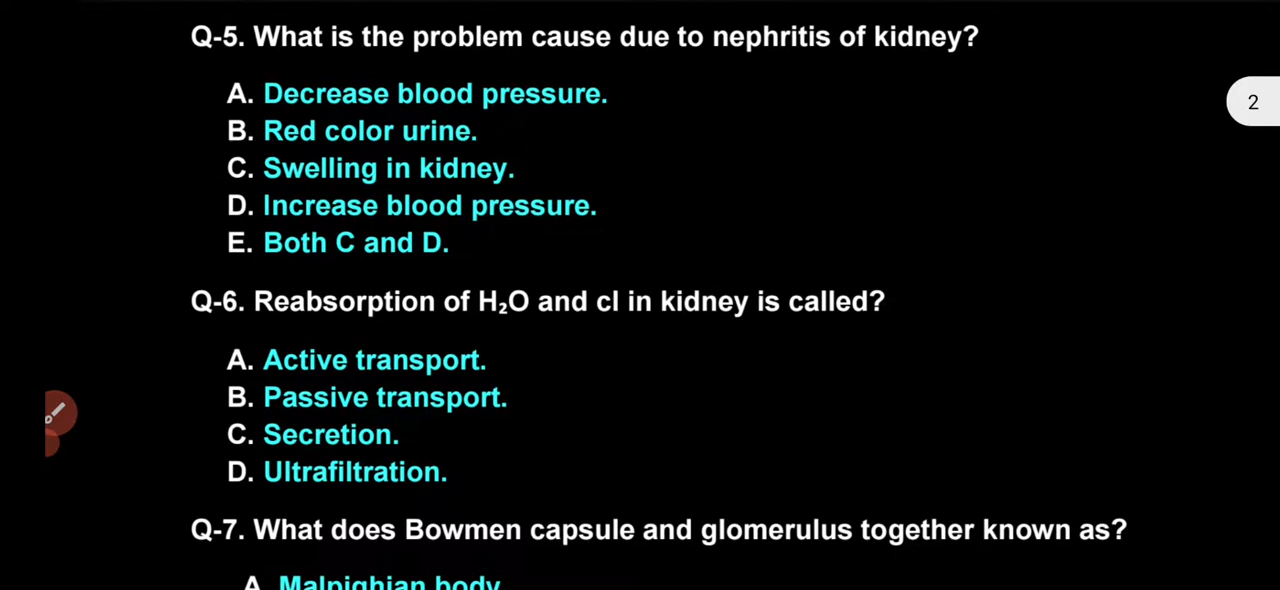 Q-5. What is the problem cause due to nephritis of kidney?
A. Decrease blood pressure.
2
B. Red color urine.
C. Swelling in kidney.
D. Increase blood pressure.
E. Both C and D.
Q-6. Reabsorption of H₂O and cl in kidney is called?
A. Active transport.
B. Passive transport.
C. Secretion.
D. Ultrafiltration.
Q-7. What does Bowmen capsule and glomerulus together known as?
A. Malpighian body